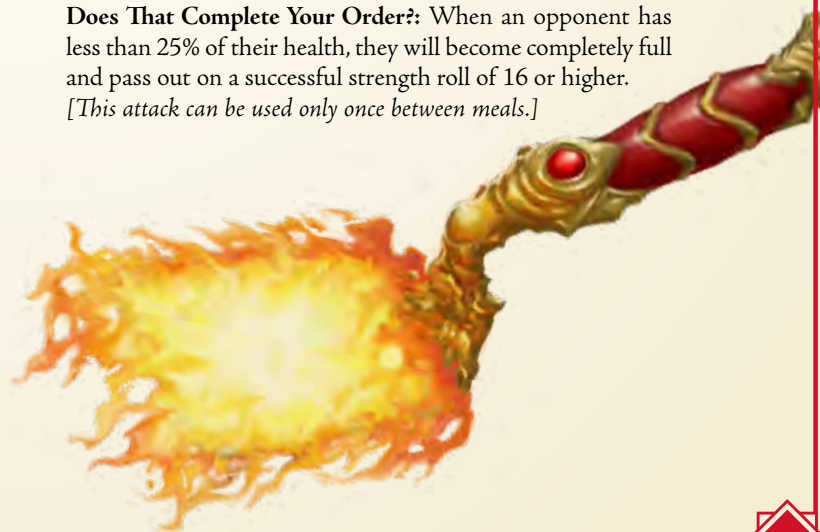 Does That Complete Your Order?: When an opponent has
less than 25% of their health, they will become completely full
and pass out on a successful strength roll of 16 or higher.
[This attack can be used only once between meals.]